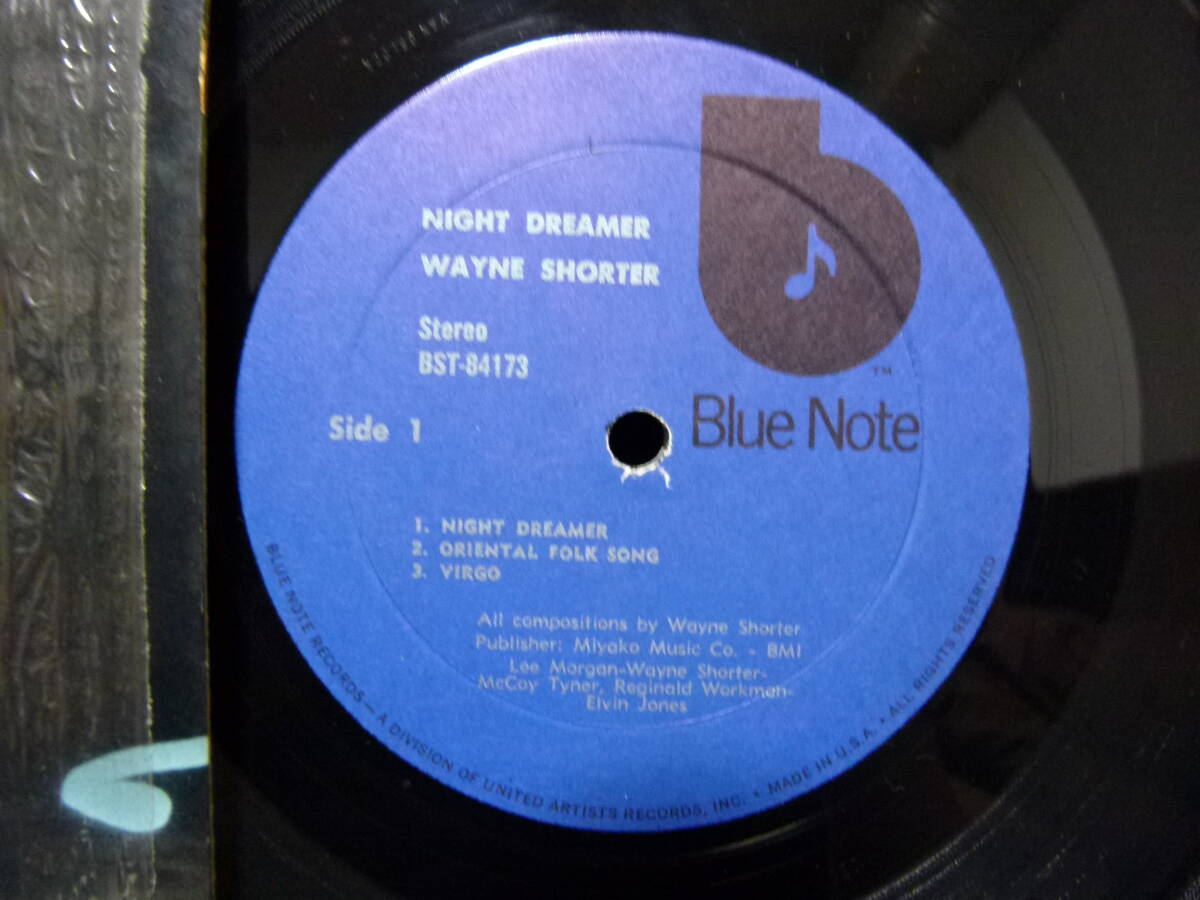 NIGHT DREAMER
WAYNE SHORTER
Stereo
BST-84173
Side 1
TM
Blue Note
1. NIGHT DREAMER
2. ORIENTAL FOLK SONG
3. VIRGO
All compositions by Wayne Shorter
Publisher: Miyako Music Co. - BMI
Lee Morgan-Wayne Shorter-
McCoy Tyner, Reginald Workman-
Elvin Jones
BLUE NOTE RECORDS — A DIVISION OF UNITED ARTISTS RECORDS, INC. • MADE IN U.S.A. • ALL RIGHTS RESERVED